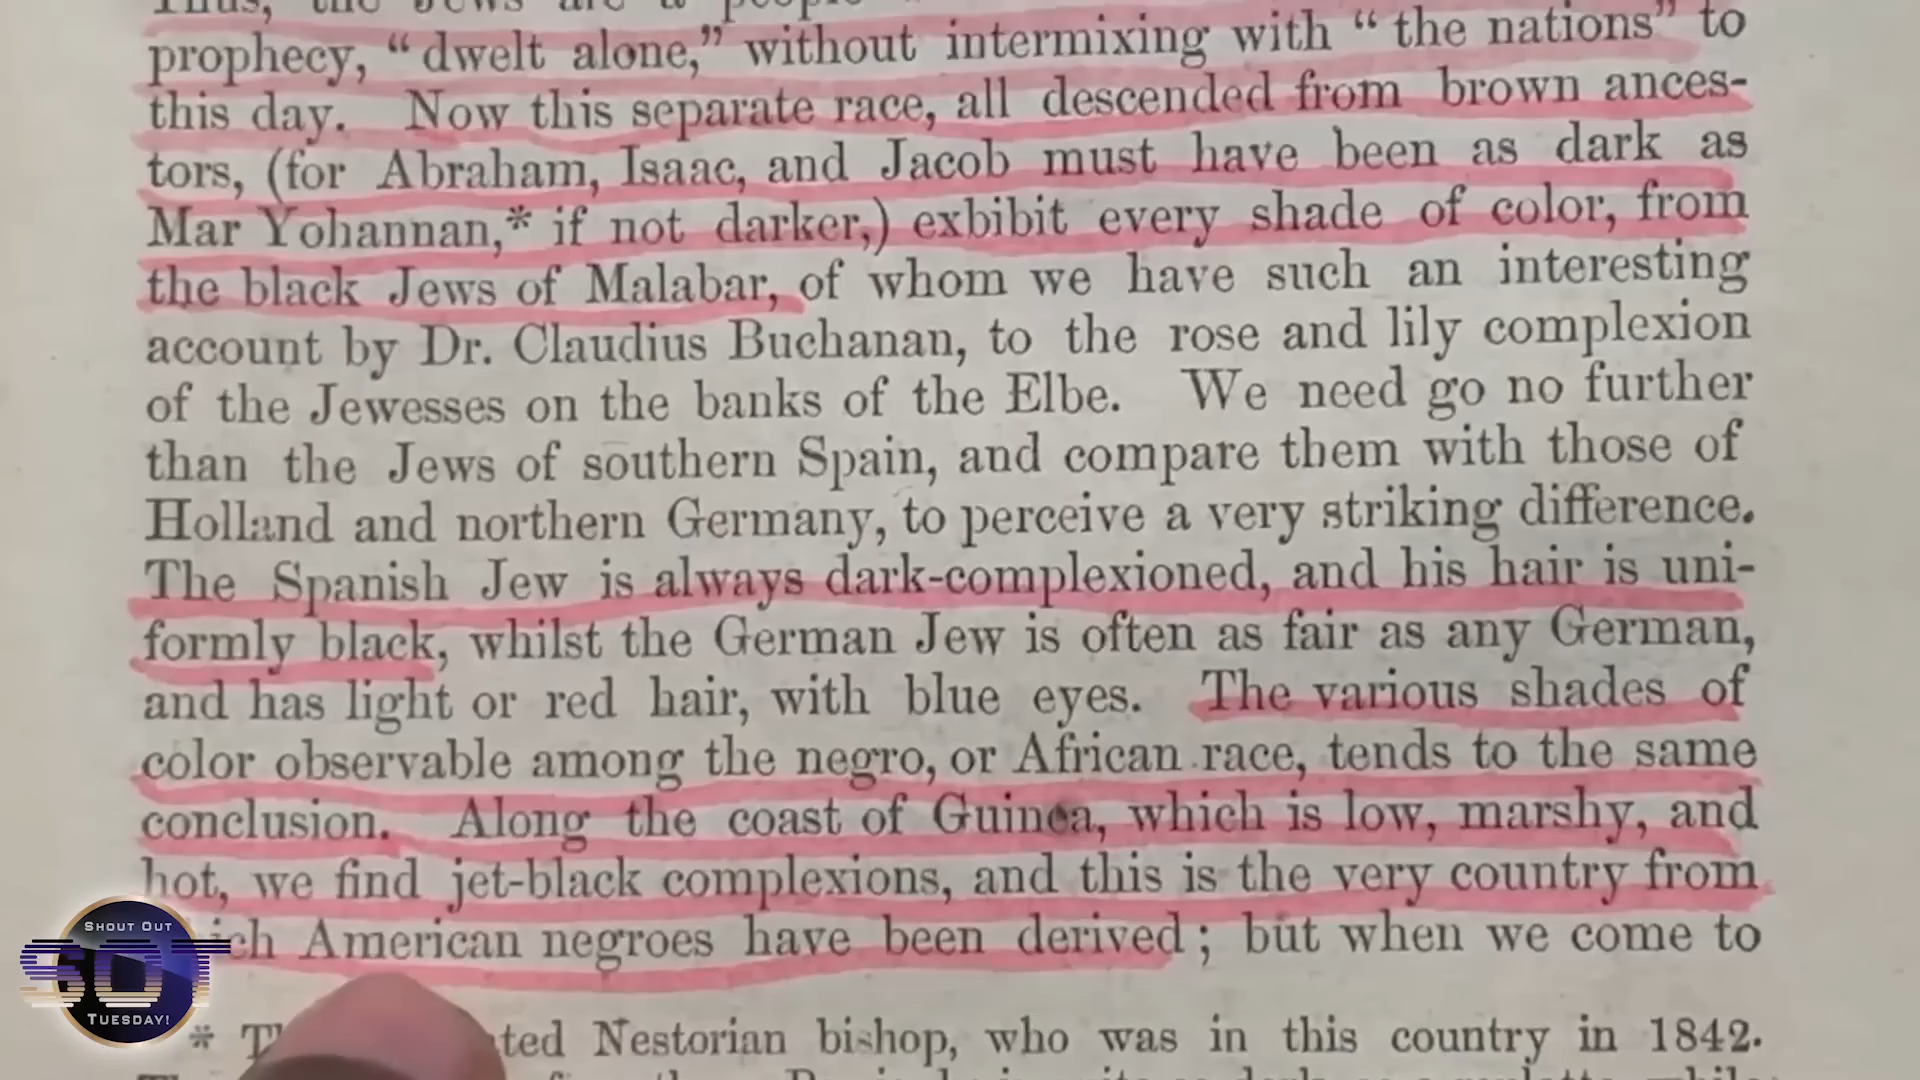 Thus, the Jews are a people
prophecy, “dwelt alone,” without intermixing with “the nations” to
this day. Now this separate race, all descended from brown ances-
tors, (for Abraham, Isaac, and Jacob must have been as dark as
Mar Yohannan,* if not darker,) exbibit every shade of color, from
the black Jews of Malabar, of whom we have such an interesting
account by Dr. Claudius Buchanan, to the rose and lily complexion
of the Jewesses on the banks of the Elbe. We need go no further
than the Jews of southern Spain, and compare them with those of
Holland and northern Germany, to perceive a very striking difference.
The Spanish Jew is always dark-complexioned, and his hair is uni-
formly black, whilst the German Jew is often as fair as any German,
and has light or red hair, with blue eyes. The various shades of
color observable among the negro, or African race, tends to the same
conclusion. Along the coast of Guinea, which is low, marshy, and
hot, we find jet-black complexions, and this is the very country from
American negroes have been derived; but when we come to
* Nestorian bishop, who was in this country in 1842.
SHOUT OUT
SOT
TUESDAY!